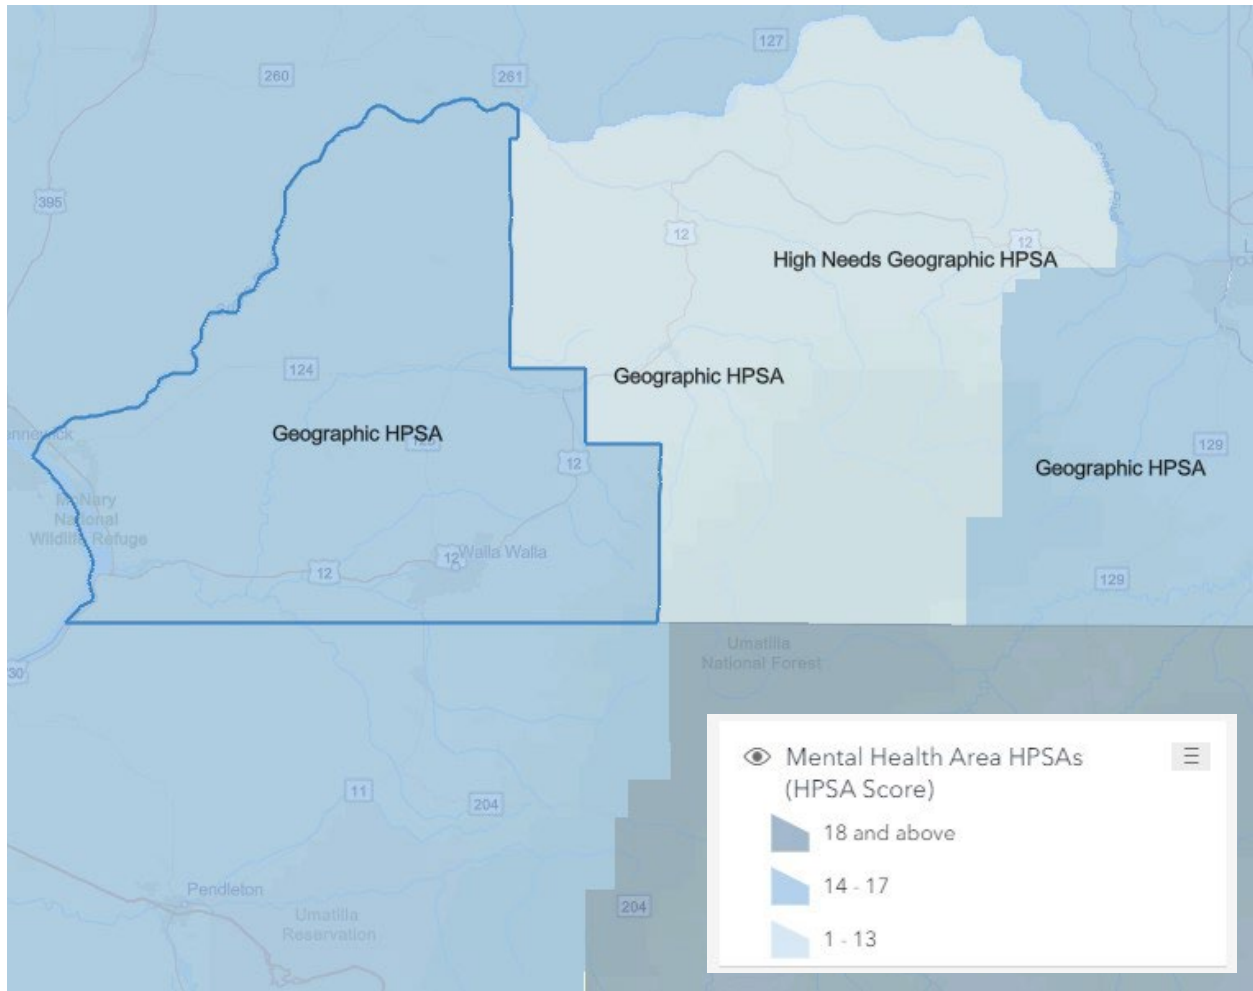 127
260
261
395
12
12
High Needs Geographic HPSA
124
Geographic HPSA
Geographic HPSA
12
129
Geographic HPSA
McNary
National
Wildlife Refuge
12
Walla Walla
12
129
Umatilla
National Forest
30
Mental Health Area HPSAs
(HPSA Score)
18 and above
14 - 17
1 - 13
11
204
Pendleton
204
Umatilla
Reservation